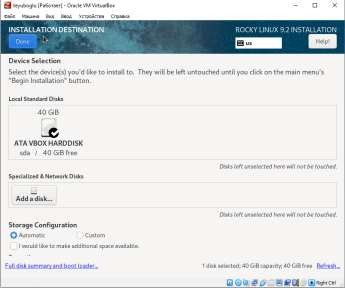 teyuboglu [Работает] - Oracle VM VirtualBox
Файл Машина Вид Ввод Устройства Справка
INSTALLATION DESTINATION
ROCKY LINUX 9.2 INSTALLATION
Done
us
Help!
Device Selection
Select the device(s) you'd like to install to. They will be left untouched until you click on the main menu's
"Begin Installation" button.
Local Standard Disks
40 GiB
ATA VBOX HARDDISK
sda / 40 GiB free
Disks left unselected here will not be touched.
Specialized & Network Disks
Add a disk...
Disks left unselected here will not be touched.
Storage Configuration
Automatic Custom
I would like to make additional space available.
Full disk summary and boot loader...
1 disk selected; 40 GiB capacity; 40 GiB free Refresh...
Right Ctrl